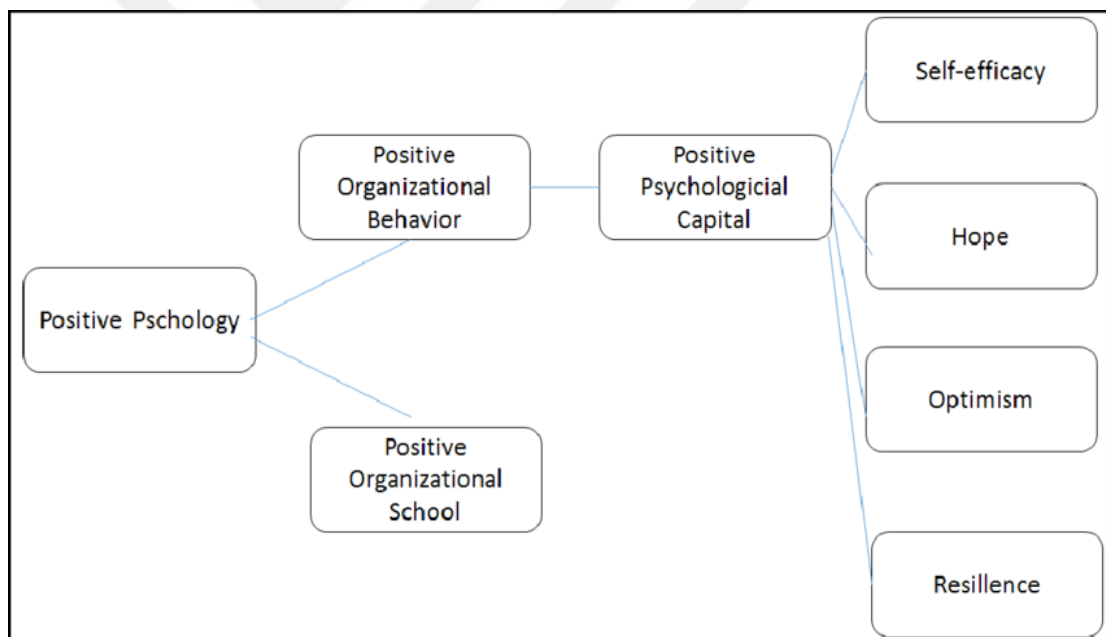 Positive Pschology
Positive
Organizational
Behavior
Positive
Organizational
School
Positive
Psychologicial
Capital
Self-efficacy
Hope
Optimism
Resillence